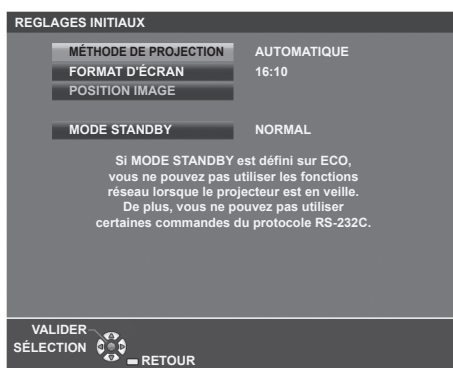 REGLAGES INITIAUX
MÉTHODE DE PROJECTION AUTOMATIQUE
FORMAT D'ÉCRAN 16:10
POSITION IMAGE
MODE STANDBY NORMAL
Si MODE STANDBY est défini sur ECO,
vous ne pouvez pas utiliser les fonctions
réseau lorsque le projecteur est en veille.
De plus, vous ne pouvez pas utiliser
certaines commandes du protocole RS-232C.
VALIDER
SÉLECTION
RETOUR